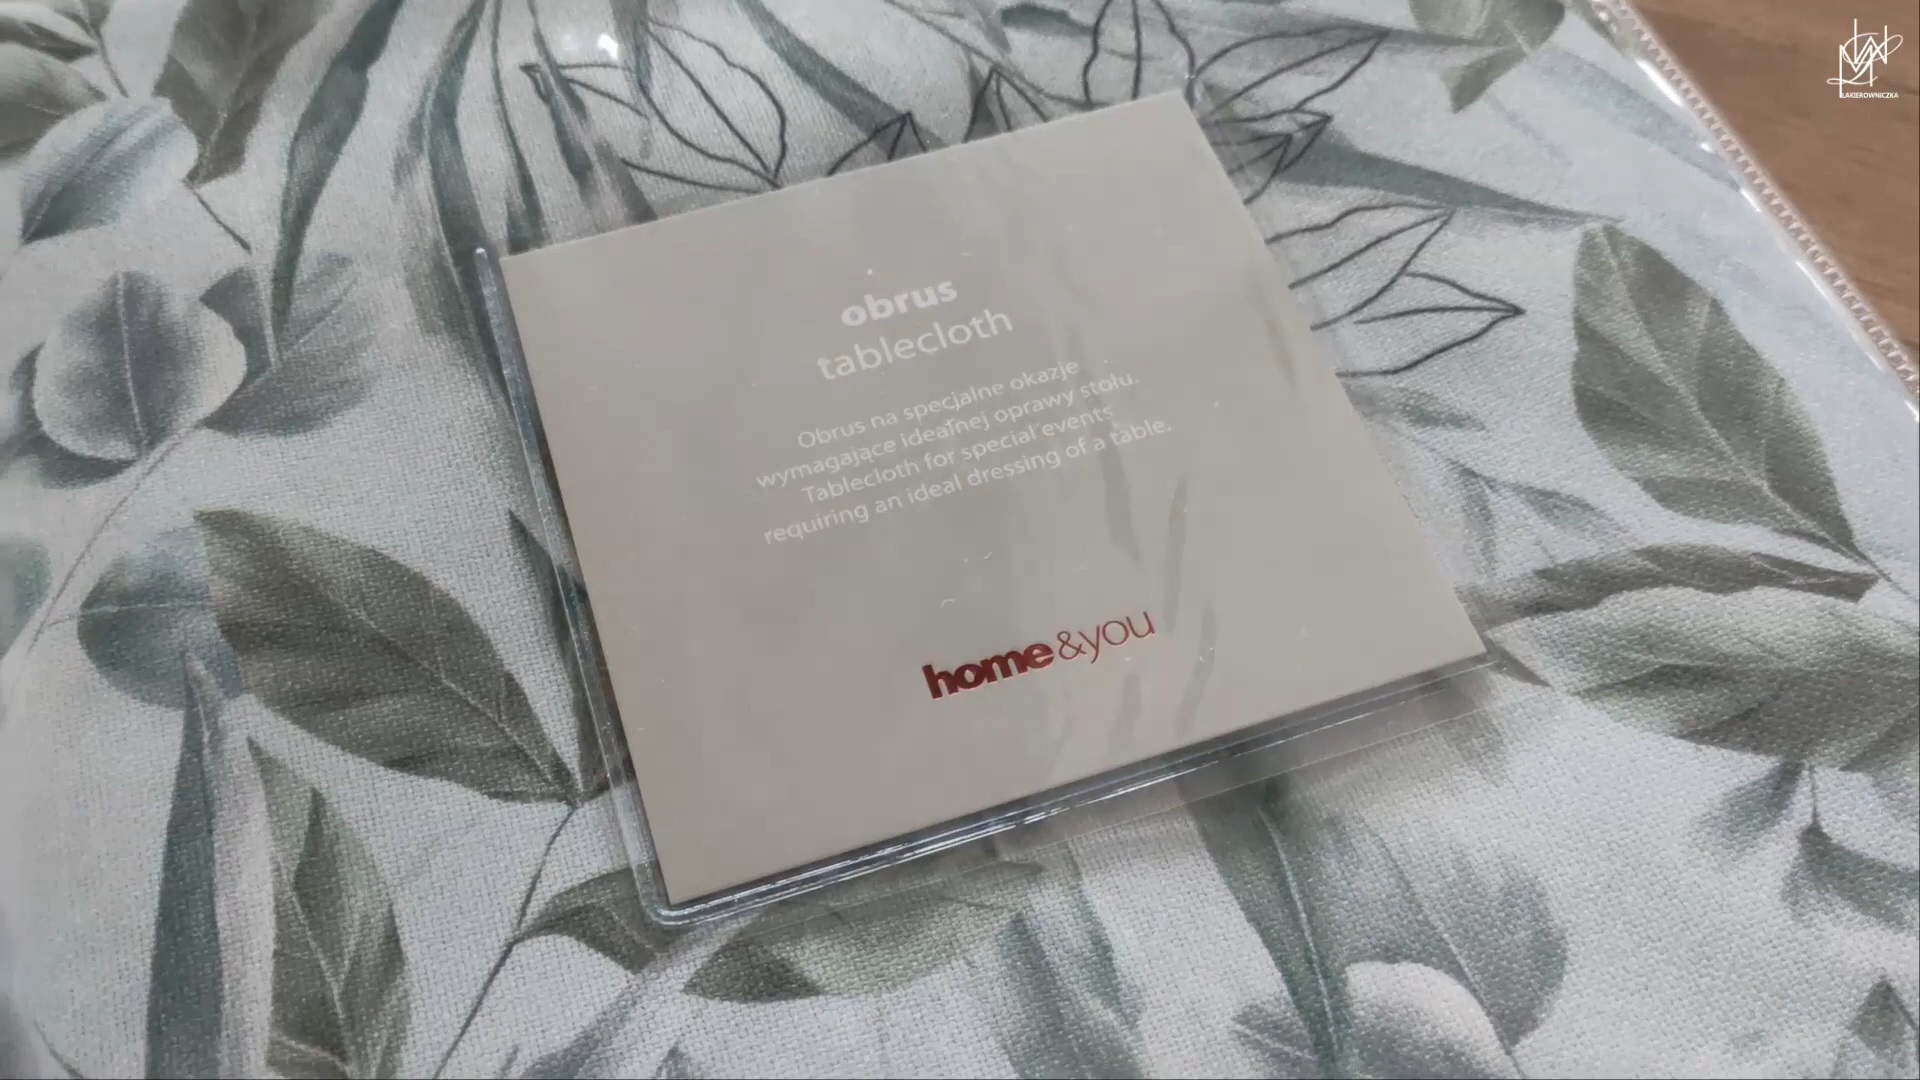 obrus
tablecloth
Obrus na specjalne okazje
wymagające idealnej oprawy stołu.
Tablecloth for special events
requiring an ideal dressing of a table.
home&you
LAKIEROWNICZKA